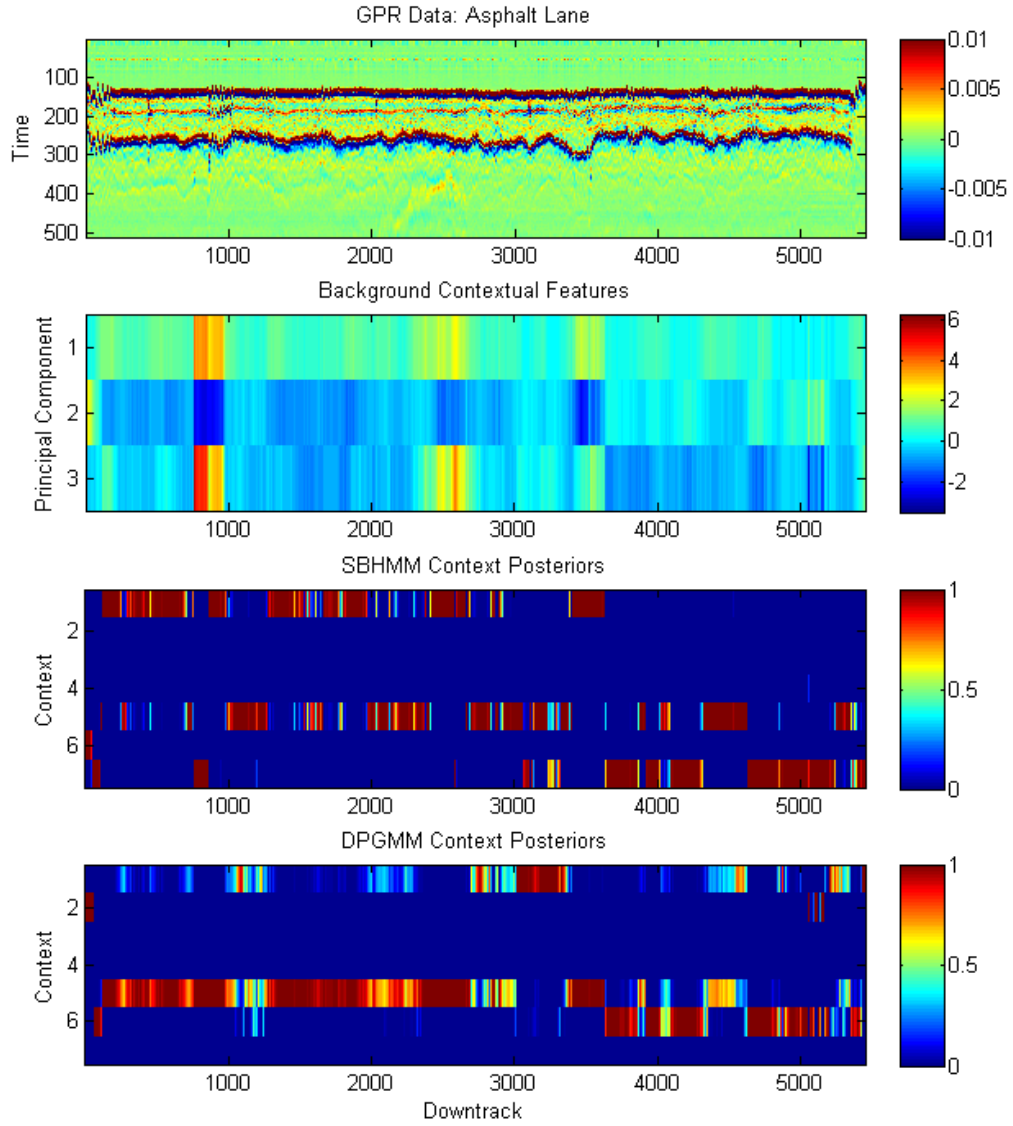 GPR Data: Asphalt Lane
Time
100
200
300
400
500
1000 2000 3000 4000 5000
0.01
0.005
0
-0.005
-0.01
Background Contextual Features
Principal Component
1
2
3
1000 2000 3000 4000 5000
6
4
2
0
-2
SBHMM Context Posteriors
Context
2
4
6
1000 2000 3000 4000 5000
1
0.5
0
DPGMM Context Posteriors
Context
2
4
6
1000 2000 3000 4000 5000
1
0.5
0
Downtrack